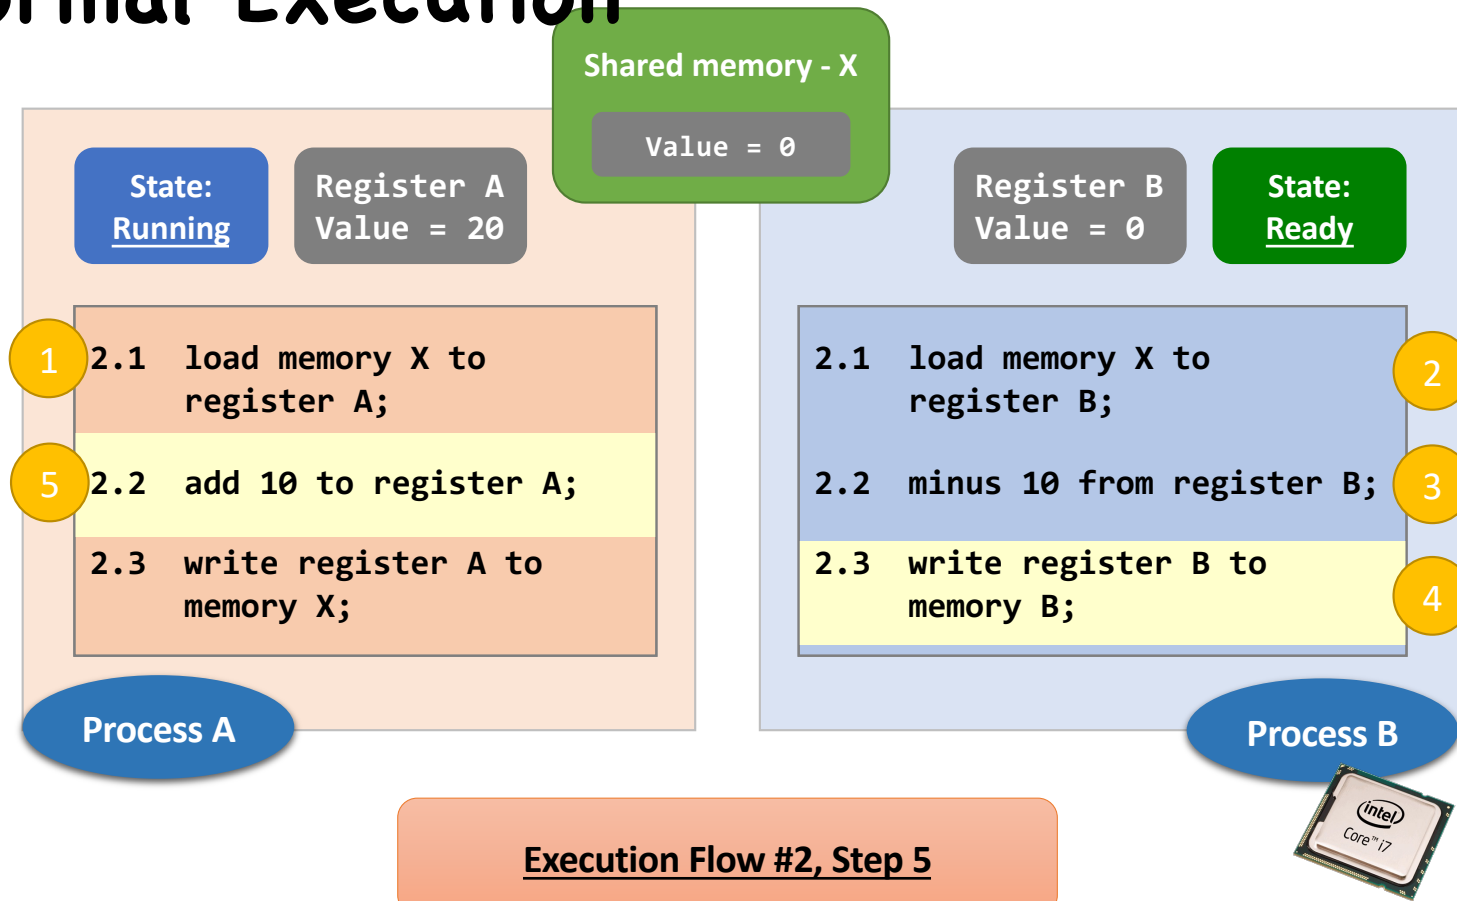 Execution
Shared memory - X
Value = 0
State:
Running
Register A
Value = 20
Register B
Value = 0
State:
Ready
1
2.1 load memory X to
register A;
5
2.2 add 10 to register A;
2.3 write register A to
memory X;
2.1 load memory X to
register B;
2
2.2 minus 10 from register B;
3
2.3 write register B to
memory B;
4
Process A
Process B
intel
Core™ i7
Execution Flow #2, Step 5